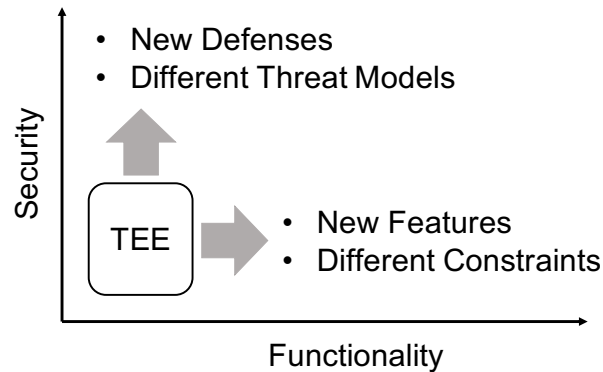 • New Defenses
• Different Threat Models
Security
TEE
• New Features
• Different Constraints
Functionality